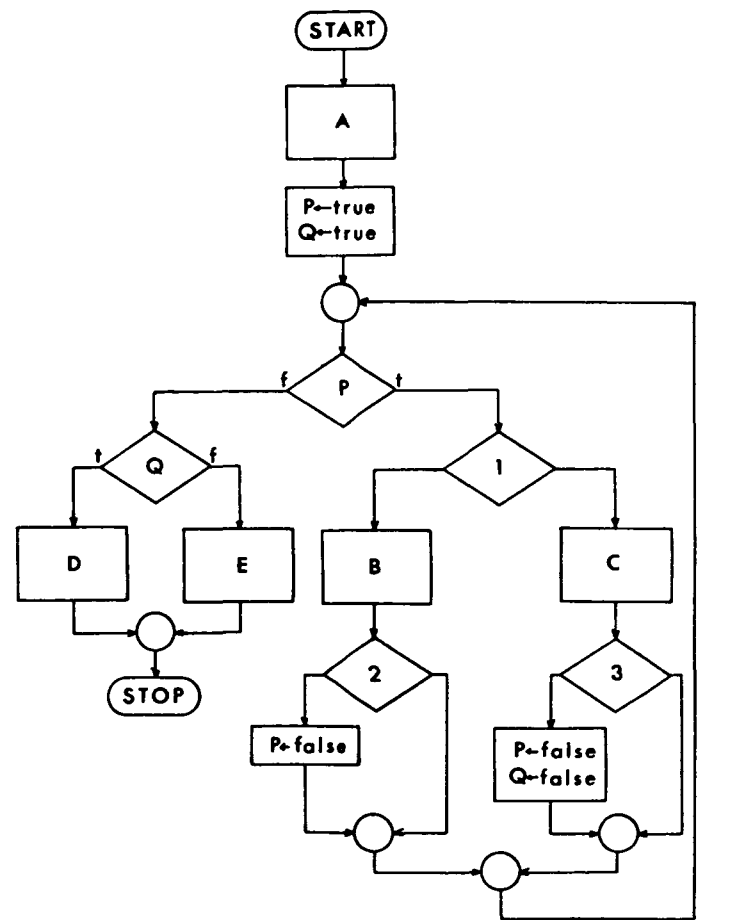 START
A
P←true
Q←true
f
P
t
t
Q
f
1
D
E
B
C
2
3
STOP
P←false
P←false
Q←false